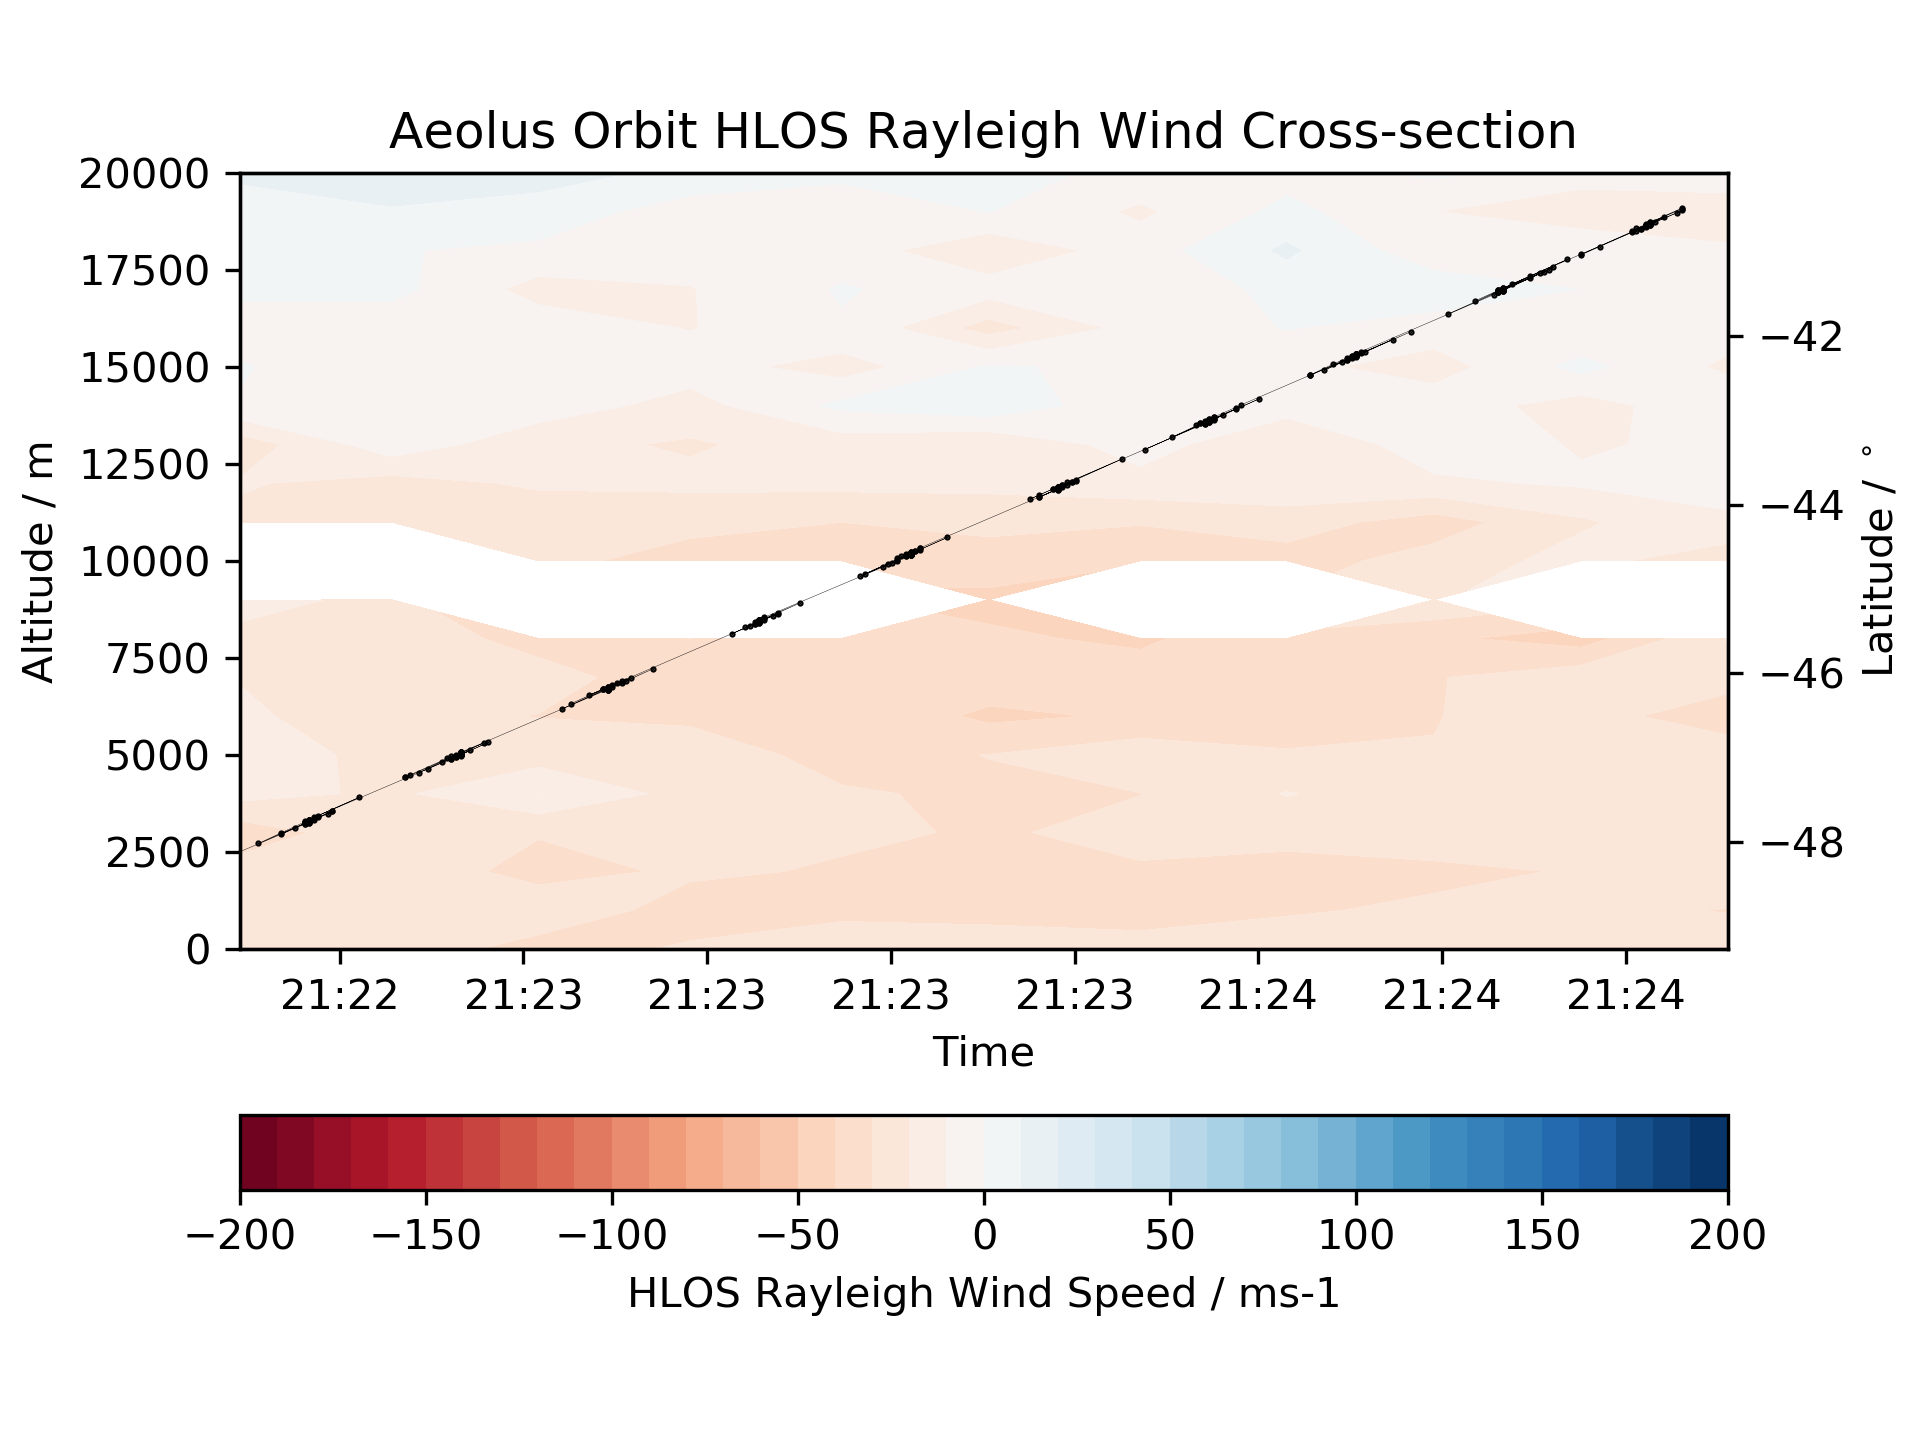 Aeolus Orbit HLOS Rayleigh Wind Cross-section
20000
17500
15000
12500
10000
7500
5000
2500
0
Altitude / m
−42
−44
−46
−48
Latitude / °
21:22 21:23 21:23 21:23 21:23 21:24 21:24 21:24
Time
−200 −150 −100 −50 0 50 100 150 200
HLOS Rayleigh Wind Speed / ms-1